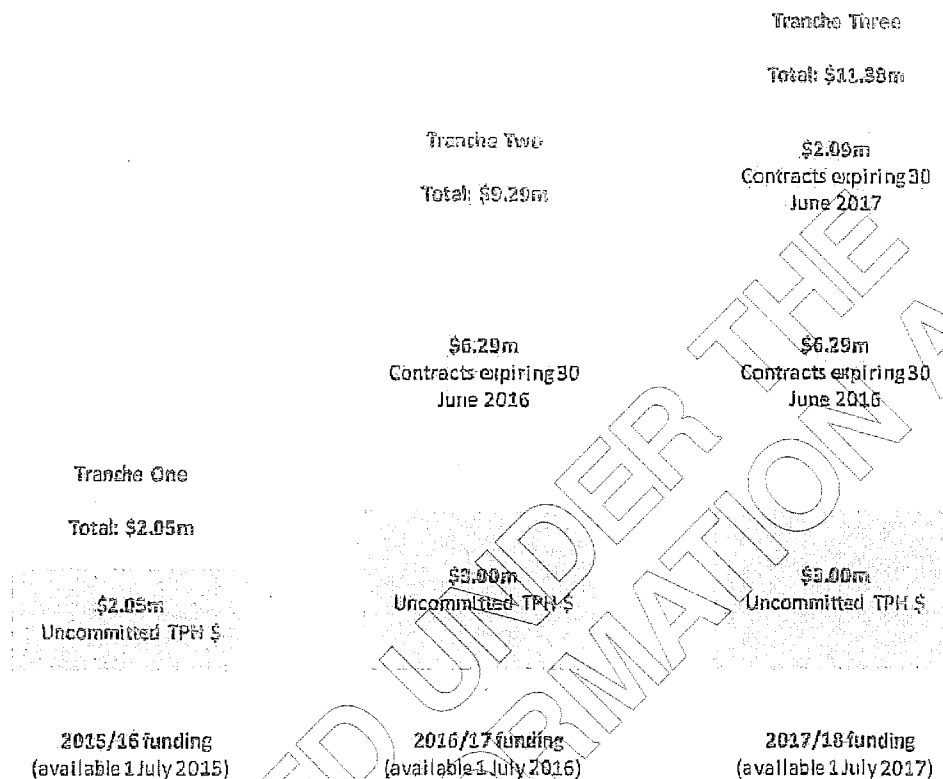 Tranche Three
Total: $11.38m
$2.09m
Contracts expiring 30
June 2017
$6.29m
Contracts expiring 30
June 2016
$3.00m
Uncommitted TPH $
2017/18 funding
(available 1 July 2017)
Tranche Two
Total: $9.29m
$6.29m
Contracts expiring 30
June 2016
$3.00m
Uncommitted TPH $
2016/17 funding
(available 1 July 2016)
Tranche One
Total: $2.05m
$2.05m
Uncommitted TPH $
2015/16 funding
(available 1 July 2015)
ED UNDER THE
ORMATION A